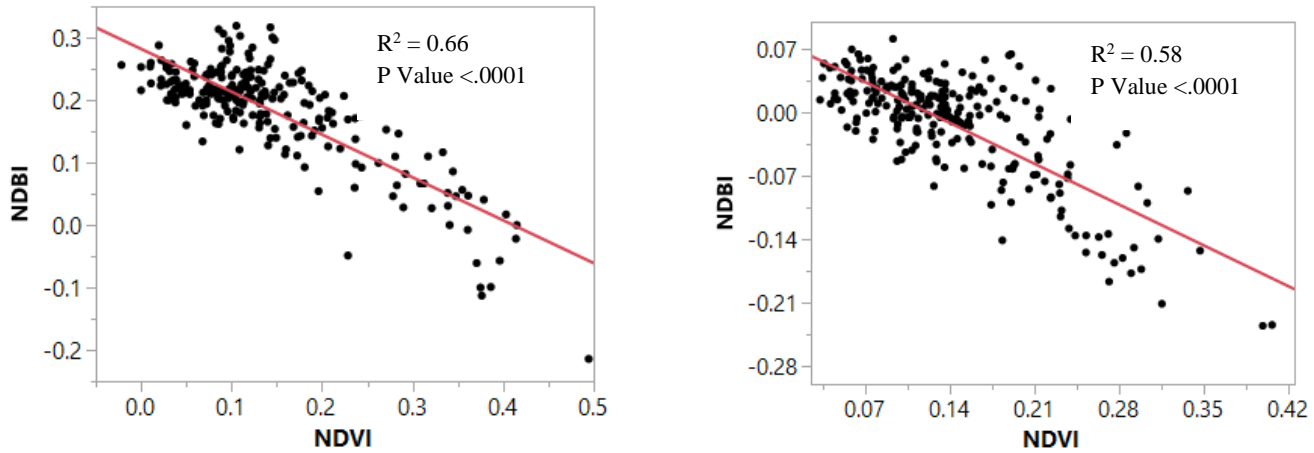 R² = 0.66
P Value <.0001
NDBI
0.3
0.2
0.1
0.0
-0.1
-0.2
0.0 0.1 0.2 0.3 0.4 0.5
NDVI
R² = 0.58
P Value <.0001
NDBI
0.07
0.00
-0.07
-0.14
-0.21
-0.28
0.07 0.14 0.21 0.28 0.35 0.42
NDVI